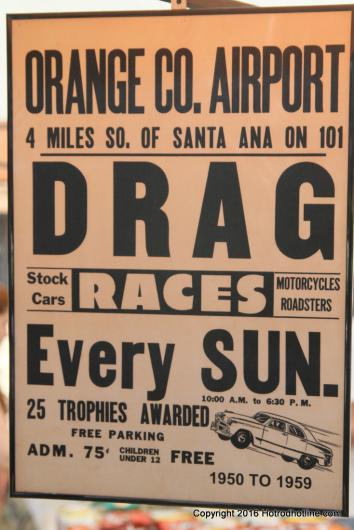 ORANGE CO. AIRPORT
4 MILES SO. OF SANTA ANA ON 101
DRAG
Stock Cars RACES MOTORCYCLES ROADSTERS
Every SUN.
10:00 A.M. to 6:30 P.M.
25 TROPHIES AWARDED
FREE PARKING
ADM. 75¢ CHILDREN UNDER 12 FREE
1950 TO 1959
Copyright 2016 Hotrodhotline.com